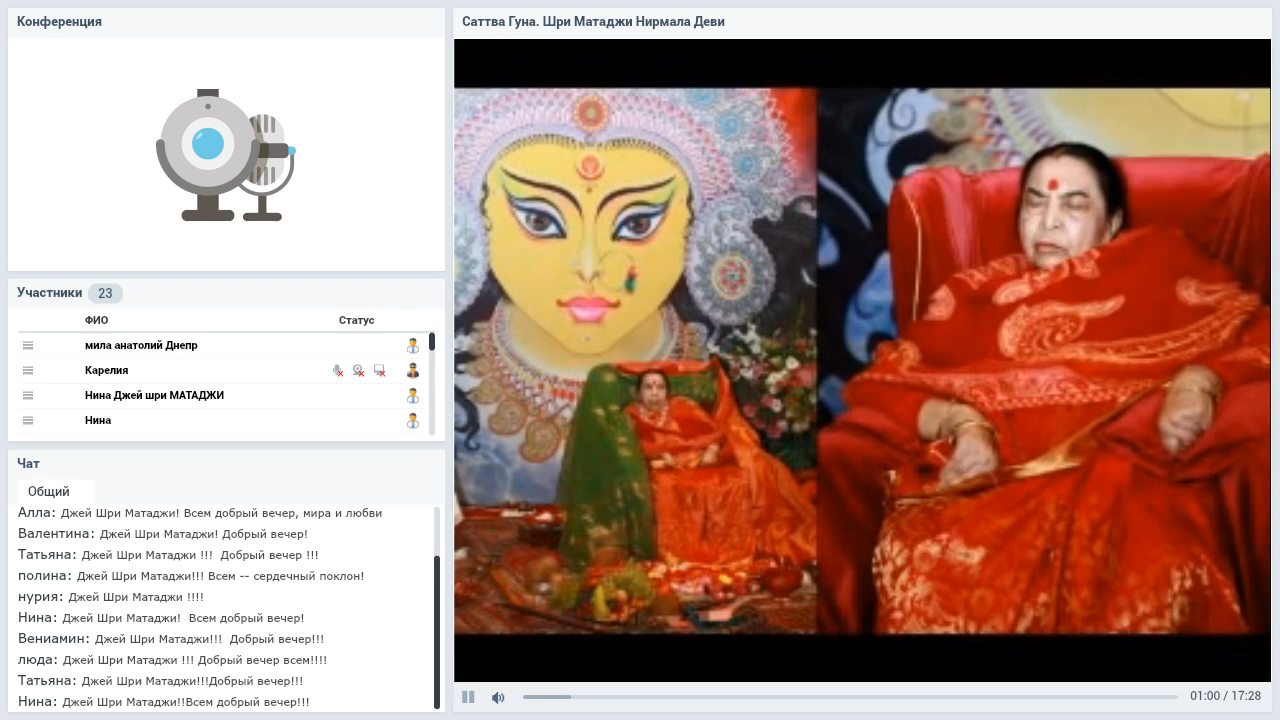 Конференция
Участники 23
ФИО Статус
мила анатолий Днепр
Карелия
Нина Джей шри МАТАДЖИ
Нина
Чат
Общий
Алла: Джей Шри Матаджи! Всем добрый вечер, мира и любви
Валентина: Джей Шри Матаджи! Добрый вечер!
Татьяна: Джей Шри Матаджи !!! Добрый вечер !!!
полина: Джей Шри Матаджи!!! Всем -- сердечный поклон!
нурия: Джей Шри Матаджи !!!!
Нина: Джей Шри Матаджи! Всем добрый вечер!
Вениамин: Джей Шри Матаджи!!! Добрый вечер!!!
люда: Джей Шри Матаджи !!! Добрый вечер всем!!!!
Татьяна: Джей Шри Матаджи!!!Добрый вечер!!!
Нина: Джей Шри Матаджи!!Всем добрый вечер!!!
Саттва Гуна. Шри Матаджи Нирмала Деви
01:00 / 17:28